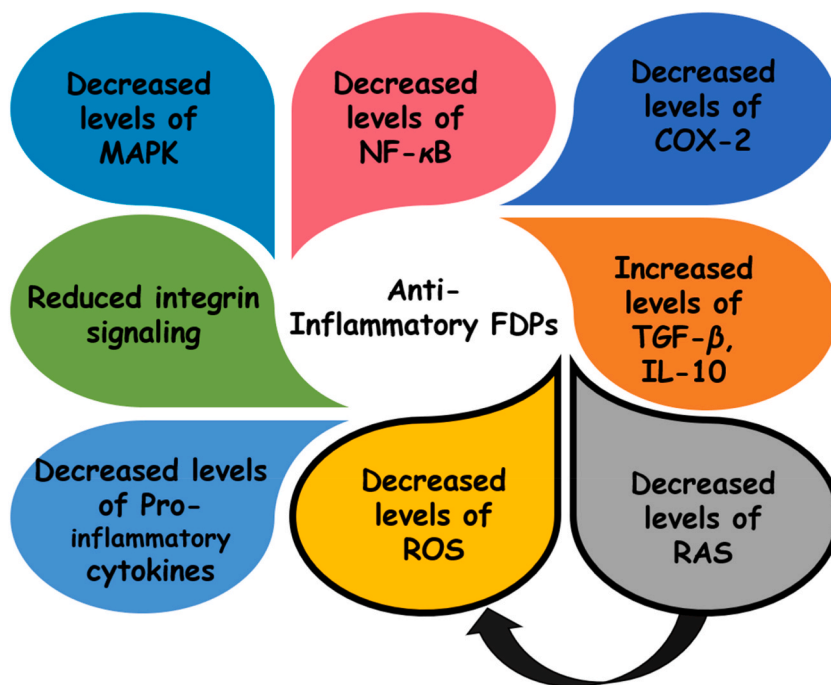 Decreased
levels of
MAPK
Decreased
levels of
NF-κB
Decreased
levels of
COX-2
Reduced integrin
signaling
Anti-
Inflammatory FDPs
Increased
levels of
TGF-β,
IL-10
Decreased levels
of Pro-
inflammatory
cytokines
Decreased
levels of
ROS
Decreased
levels of
RAS